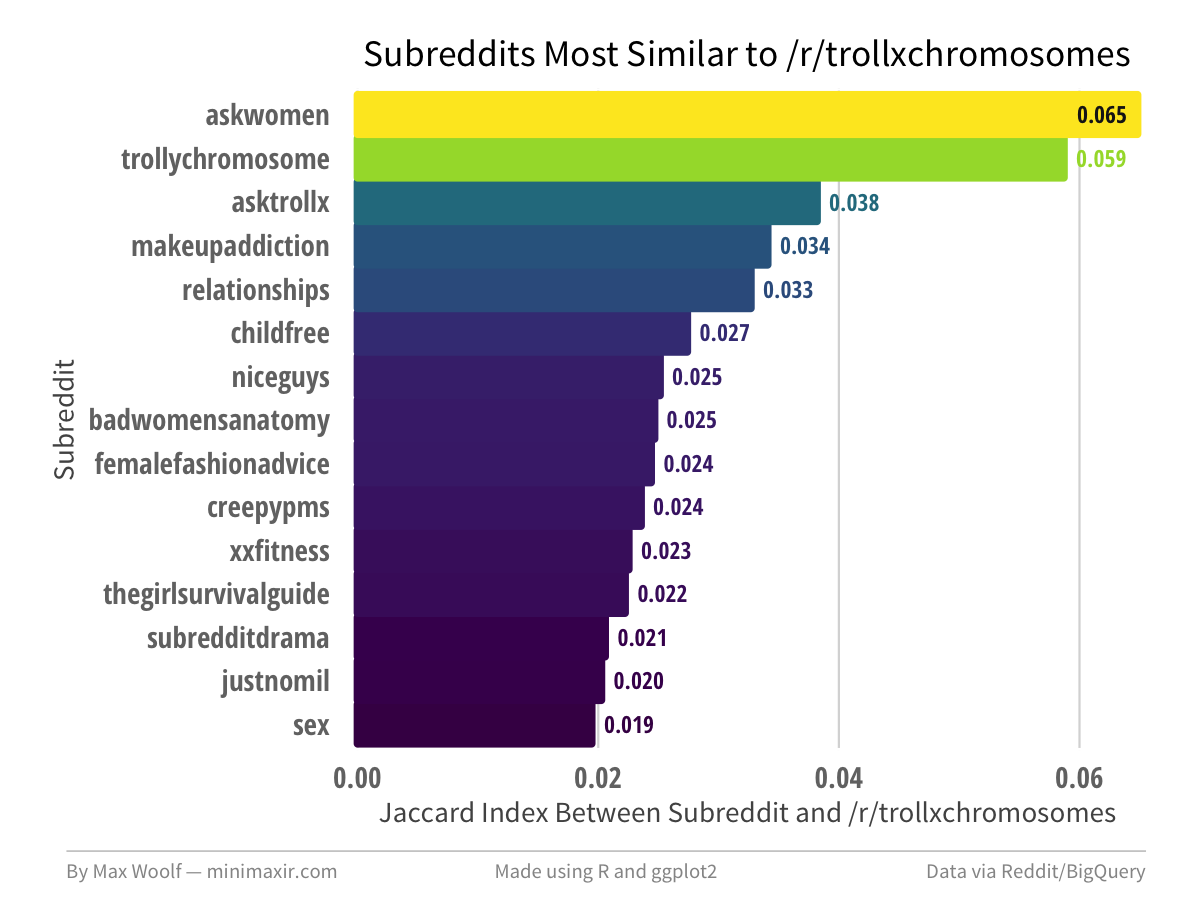 Subreddits Most Similar to /r/trollxchromosomes
askwomen 0.065
trollychromosome 0.059
asktrollx 0.038
makeupaddiction 0.034
relationships 0.033
childfree 0.027
niceguys 0.025
badwomensanatomy 0.025
femalefashionadvice 0.024
creepypms 0.024
xxfitness 0.023
thegirlsurvivalguide 0.022
subredditdrama 0.021
justnomil 0.020
sex 0.019
Subreddit
0.00 0.02 0.04 0.06
Jaccard Index Between Subreddit and /r/trollxchromosomes
By Max Woolf — minimaxir.com Made using R and ggplot2 Data via Reddit/BigQuery